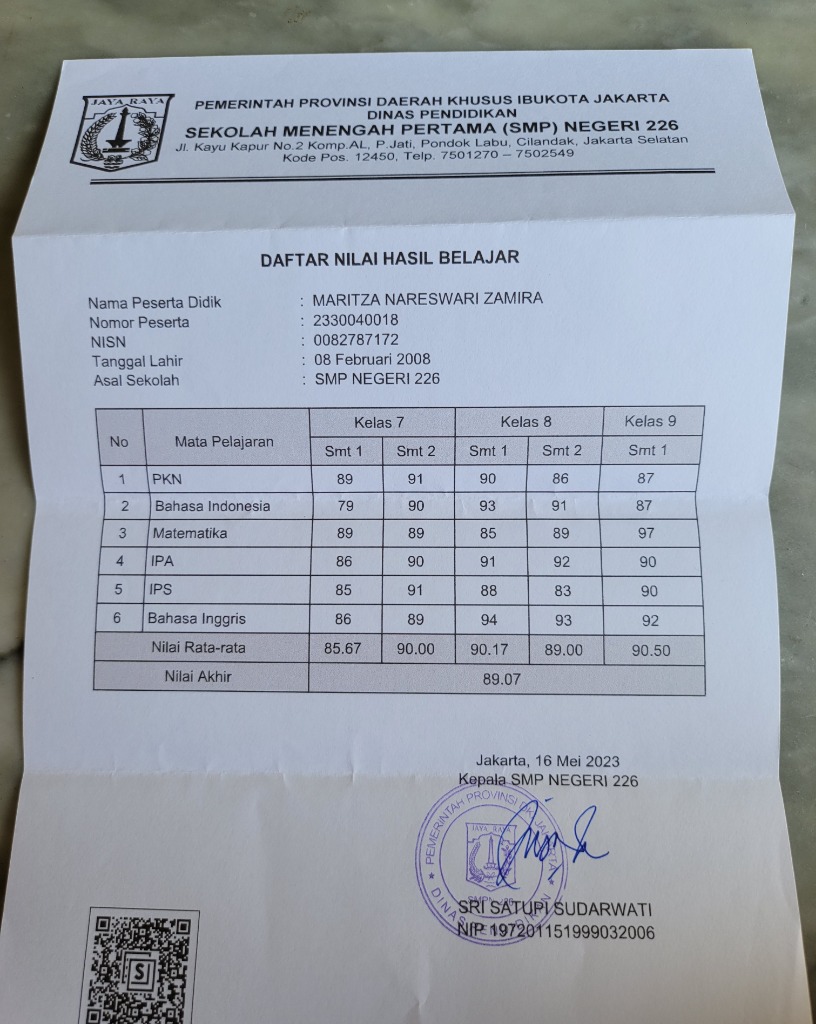 JAYA RAYA
PEMERINTAH PROVINSI DAERAH KHUSUS IBUKOTA JAKARTA
DINAS PENDIDIKAN
SEKOLAH MENENGAH PERTAMA (SMP) NEGERI 226
Jl. Kayu Kapur No.2 Komp.AL, P.Jati, Pondok Labu, Cilandak, Jakarta Selatan
Kode Pos. 12450, Telp. 7501270 – 7502549
DAFTAR NILAI HASIL BELAJAR
Nama Peserta Didik : MARITZA NARESWARI ZAMIRA
Nomor Peserta : 2330040018
NISN : 0082787172
Tanggal Lahir : 08 Februari 2008
Asal Sekolah : SMP NEGERI 226
No Mata Pelajaran Kelas 7 Kelas 8 Kelas 9
Smt 1 Smt 2 Smt 1 Smt 2 Smt 1
1 PKN 89 91 90 86 87
2 Bahasa Indonesia 79 90 93 91 87
3 Matematika 89 89 85 89 97
4 IPA 86 90 91 92 90
5 IPS 85 91 88 83 90
6 Bahasa Inggris 86 89 94 93 92
Nilai Rata-rata 85.67 90.00 90.17 89.00 90.50
Nilai Akhir 89.07
Jakarta, 16 Mei 2023
Kepala SMP NEGERI 226
PEMERINTAH PROVINSI DKI JAKARTA
JAYA RAYA
DINAS PENDIDIKAN
SRI SATUPI SUDARWATI
NIP 197201151999032006
S